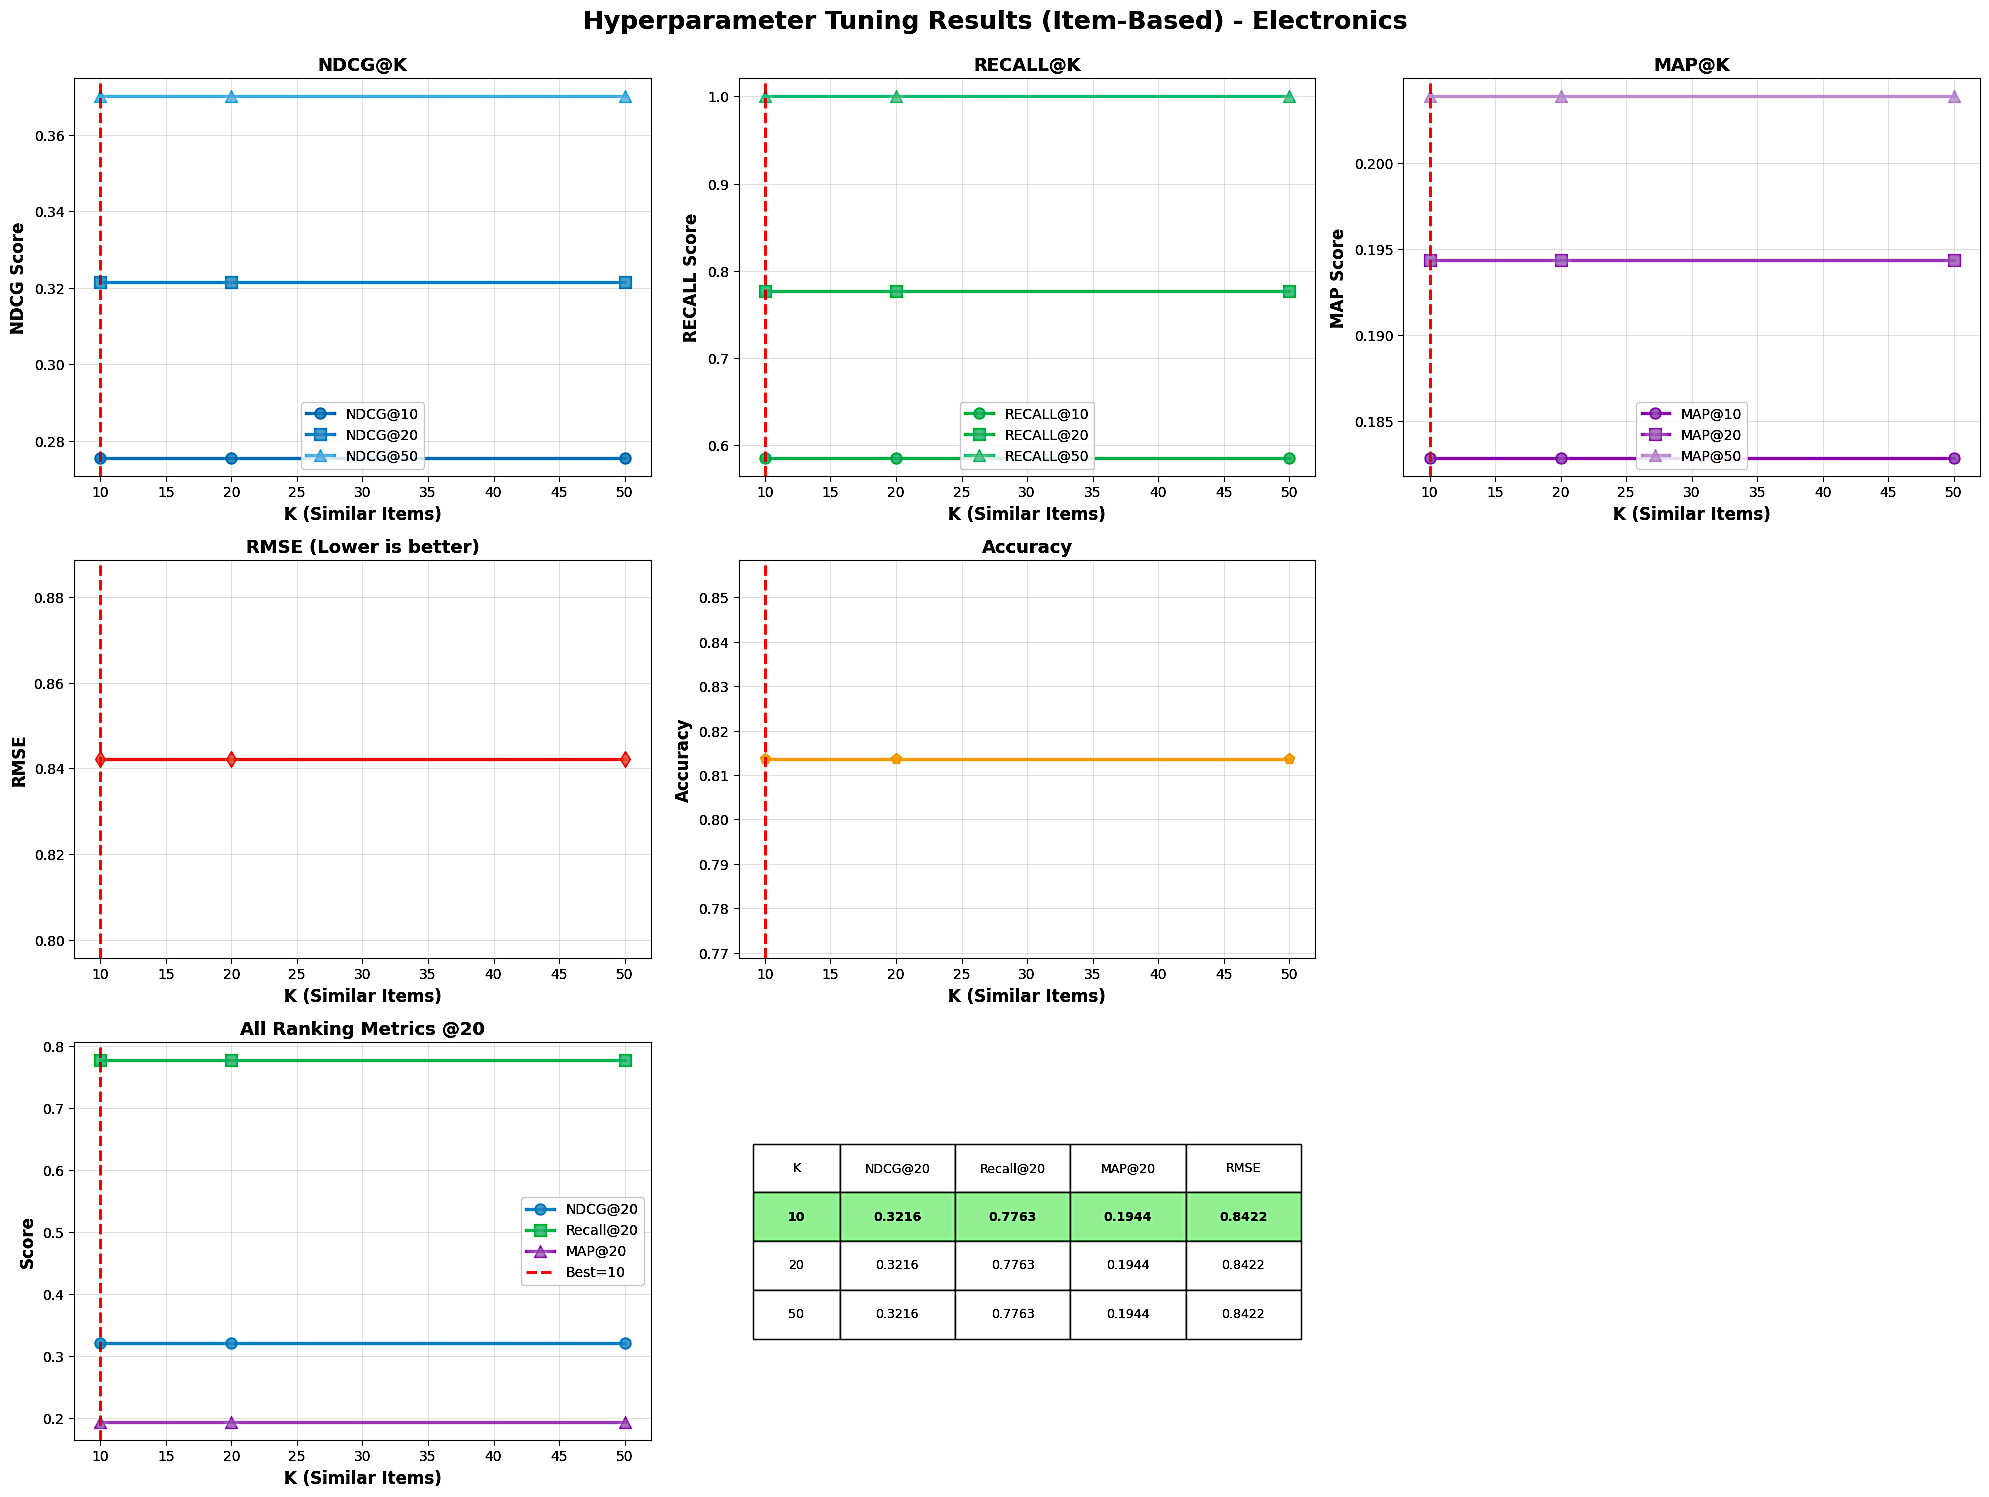 Hyperparameter Tuning Results (Item-Based) - Electronics
NDCG@K
NDCG Score
0.36
0.34
0.32
0.30
0.28
NDCG@10
NDCG@20
NDCG@50
10 15 20 25 30 35 40 45 50
K (Similar Items)
RECALL@K
RECALL Score
1.0
0.9
0.8
0.7
0.6
RECALL@10
RECALL@20
RECALL@50
10 15 20 25 30 35 40 45 50
K (Similar Items)
MAP@K
MAP Score
0.200
0.195
0.190
0.185
MAP@10
MAP@20
MAP@50
10 15 20 25 30 35 40 45 50
K (Similar Items)
RMSE (Lower is better)
RMSE
0.88
0.86
0.84
0.82
0.80
10 15 20 25 30 35 40 45 50
K (Similar Items)
Accuracy
Accuracy
0.85
0.84
0.83
0.82
0.81
0.80
0.79
0.78
0.77
10 15 20 25 30 35 40 45 50
K (Similar Items)
All Ranking Metrics @20
Score
0.8
0.7
0.6
0.5
0.4
0.3
0.2
NDCG@20
Recall@20
MAP@20
Best=10
10 15 20 25 30 35 40 45 50
K (Similar Items)
K NDCG@20 Recall@20 MAP@20 RMSE
10 0.3216 0.7763 0.1944 0.8422
20 0.3216 0.7763 0.1944 0.8422
50 0.3216 0.7763 0.1944 0.8422